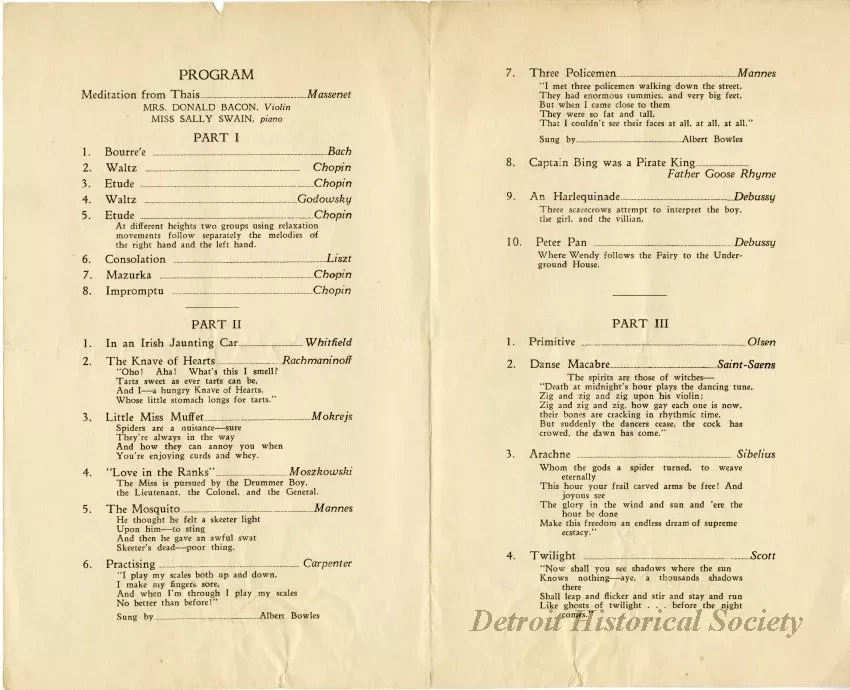 PROGRAM
Meditation from Thais Massenet
MRS. DONALD BACON, Violin
MISS SALLY SWAIN, piano
PART I
1. Bourre'e Bach
2. Waltz Chopin
3. Etude Chopin
4. Waltz Godowsky
5. Etude Chopin
At different heights two groups using relaxation
movements follow separately the melodies of
the right hand and the left hand.
6. Consolation Liszt
7. Mazurka Chopin
8. Impromptu Chopin
PART II
1. In an Irish Jaunting Car Whitfield
2. The Knave of Hearts Rachmaninoff
"Oho! Aha! What's this I smell?
Tarts sweet as ever tarts can be,
And I—a hungry Knave of Hearts,
Whose little stomach longs for tarts."
3. Little Miss Muffet Mokrejs
Spiders are a nuisance—sure
They're always in the way
And how they can annoy you when
You're enjoying curds and whey.
4. "Love in the Ranks" Moszkowski
The Miss is pursued by the Drummer Boy,
the Lieutenant, the Colonel, and the General.
5. The Mosquito Mannes
He thought he felt a skeeter light
Upon him—to sting
And then he gave an awful swat
Skeeter's dead—poor thing.
6. Practising Carpenter
"I play my scales both up and down,
I make my fingers sore,
And when I'm through I play my scales
No better than before!"
Sung by Albert Bowles
7. Three Policemen Mannes
"I met three policemen walking down the street,
They had enormous tummies, and very big feet,
But when I came close to them
They were so fat and tall,
That I couldn't see their faces at all, at all, at all."
Sung by Albert Bowles
8. Captain Bing was a Pirate King
Father Goose Rhyme
9. An Harlequinade Debussy
Three scarecrows attempt to interpret the boy,
the girl, and the villian.
10. Peter Pan Debussy
Where Wendy follows the Fairy to the Under-
ground House.
PART III
1. Primitive Olsen
2. Danse Macabre Saint-Saens
The spirits are those of witches—
"Death at midnight's hour plays the dancing tune,
Zig and zig and zig upon his violin;
Zig and zig and zig, how gay each one is now,
their bones are cracking in rhythmic time.
But suddenly the dancers cease, the cock has
crowed, the dawn has come."
3. Arachne Sibelius
Whom the gods a spider turned, to weave
eternally
This hour your frail carved arms be free! And
joyous see
The glory in the wind and sun and 'ere the
hour be done
Make this freedom an endless dream of supreme
ecstacy."
4. Twilight Scott
"Now shall you see shadows where the sun
Knows nothing—aye, a thousands shadows
there
Shall leap and flicker and stir and stay and run
Like ghosts of twilight . . . before the night
comes."
Detroit Historical Society